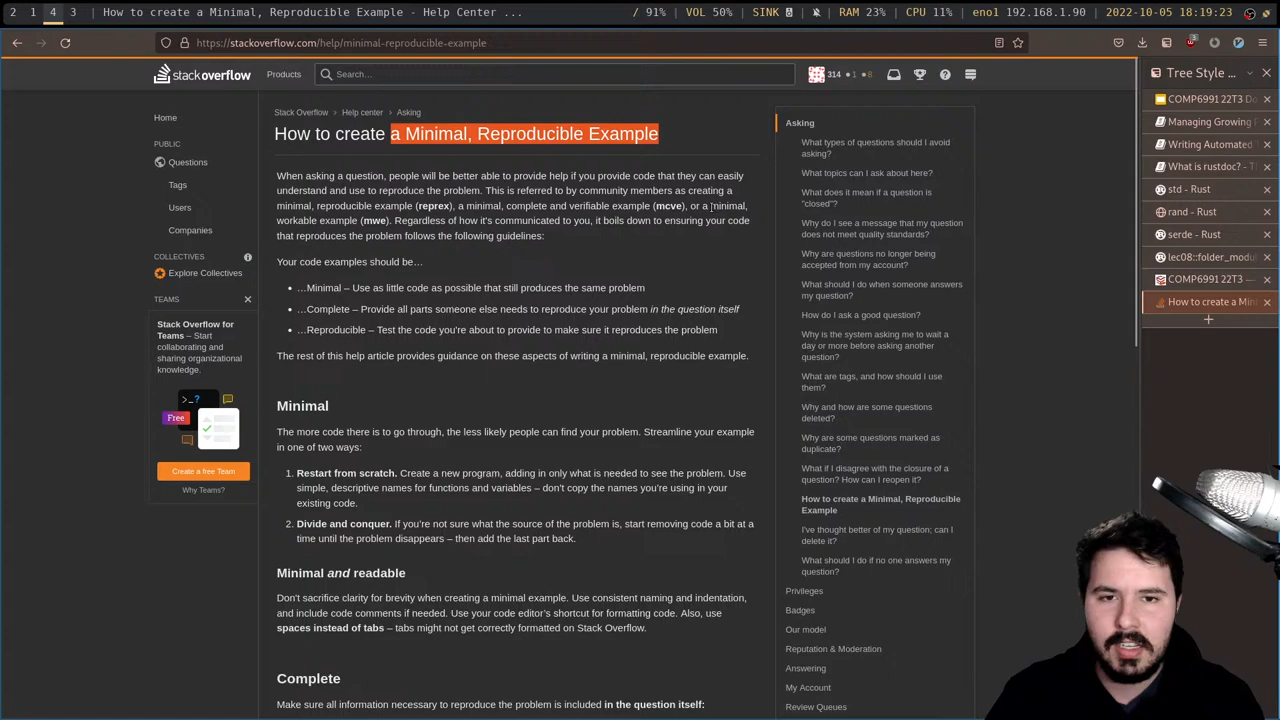 2 1 4 3 How to create a Minimal, Reproducible Example - Help Center ... / 91% VOL 50% SINK RAM 23% CPU 11% eno1 192.168.1.90 2022-10-05 18:19:23
https://stackoverflow.com/help/minimal-reproducible-example
stackoverflow Products Search… 314 1 8
Home
PUBLIC
Questions
Tags
Users
Companies
COLLECTIVES
Explore Collectives
TEAMS
Stack Overflow for
Teams – Start
collaborating and
sharing organizational
knowledge.
>_?
Free
Create a free Team
Why Teams?
Stack Overflow Help center Asking
How to create a Minimal, Reproducible Example
When asking a question, people will be better able to provide help if you provide code that they can easily
understand and use to reproduce the problem. This is referred to by community members as creating a
minimal, reproducible example (reprex), a minimal, complete and verifiable example (mcve), or a minimal,
workable example (mwe). Regardless of how it's communicated to you, it boils down to ensuring your code
that reproduces the problem follows the following guidelines:
Your code examples should be…
…Minimal – Use as little code as possible that still produces the same problem
…Complete – Provide all parts someone else needs to reproduce your problem in the question itself
…Reproducible – Test the code you're about to provide to make sure it reproduces the problem
The rest of this help article provides guidance on these aspects of writing a minimal, reproducible example.
Minimal
The more code there is to go through, the less likely people can find your problem. Streamline your example
in one of two ways:
1. Restart from scratch. Create a new program, adding in only what is needed to see the problem. Use
simple, descriptive names for functions and variables – don't copy the names you're using in your
existing code.
2. Divide and conquer. If you're not sure what the source of the problem is, start removing code a bit at a
time until the problem disappears – then add the last part back.
Minimal and readable
Don't sacrifice clarity for brevity when creating a minimal example. Use consistent naming and indentation,
and include code comments if needed. Use your code editor's shortcut for formatting code. Also, use
spaces instead of tabs – tabs might not get correctly formatted on Stack Overflow.
Complete
Make sure all information necessary to reproduce the problem is included in the question itself:
Asking
What types of questions should I avoid
asking?
What topics can I ask about here?
What does it mean if a question is
"closed"?
Why do I see a message that my question
does not meet quality standards?
Why are questions no longer being
accepted from my account?
What should I do when someone answers
my question?
How do I ask a good question?
Why is the system asking me to wait a
day or more before asking another
question?
What are tags, and how should I use
them?
Why and how are some questions
deleted?
Why are some questions marked as
duplicate?
What if I disagree with the closure of a
question? How can I reopen it?
How to create a Minimal, Reproducible
Example
I've thought better of my question; can I
delete it?
What should I do if no one answers my
question?
Privileges
Badges
Our model
Reputation & Moderation
Answering
My Account
Review Queues
Tree Style ...
COMP6991 22T3 Do
Managing Growing P
Writing Automated T
What is rustdoc? - Th
std - Rust
rand - Rust
serde - Rust
lec08::folder_modu
COMP6991 22T3 —
How to create a Mini